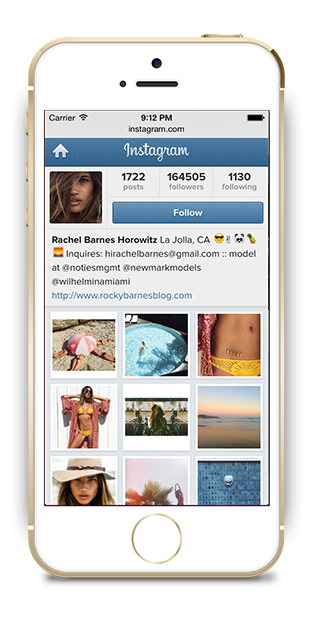 Carrier 9:12 PM
instagram.com
Instagram
1722 164505 1130
posts followers following
Follow
Rachel Barnes Horowitz La Jolla, CA 😎✌🐼🍍
🌅 Inquires: hirachelbarnes@gmail.com :: model
at @notiesmgmt @newmarkmodels
@wilhelminamiami
http://www.rockybarnesblog.com